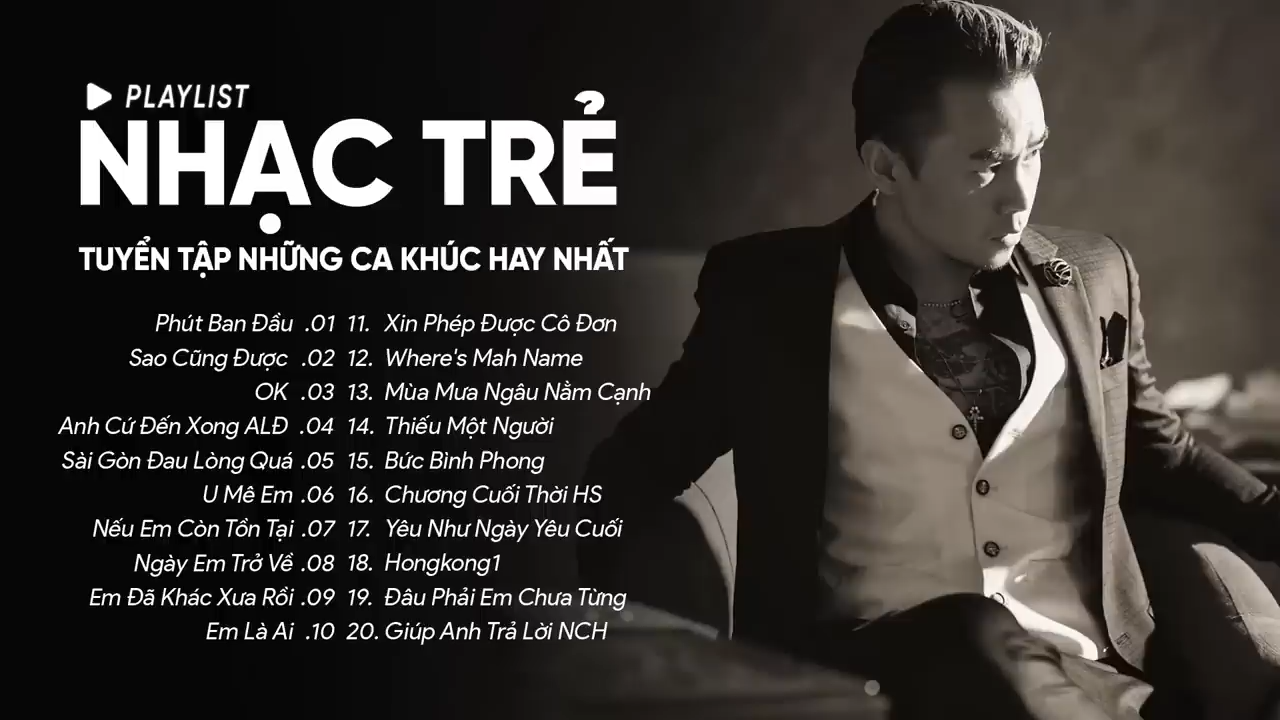 PLAYLIST
NHẠC TRẺ
TUYỂN TẬP NHỮNG CA KHÚC HAY NHẤT
Phút Ban Đầu .01
Sao Cũng Được .02
OK .03
Anh Cứ Đến Xong ALĐ .04
Sài Gòn Đau Lòng Quá .05
U Mê Em .06
Nếu Em Còn Tồn Tại .07
Ngày Em Trở Về .08
Em Đã Khác Xưa Rồi .09
Em Là Ai .10
11. Xin Phép Được Cô Đơn
12. Where's Mah Name
13. Mùa Mưa Ngâu Nằm Cạnh
14. Thiếu Một Người
15. Bức Bình Phong
16. Chương Cuối Thời HS
17. Yêu Như Ngày Yêu Cuối
18. Hongkong1
19. Đâu Phải Em Chưa Từng
20. Giúp Anh Trả Lời NCH